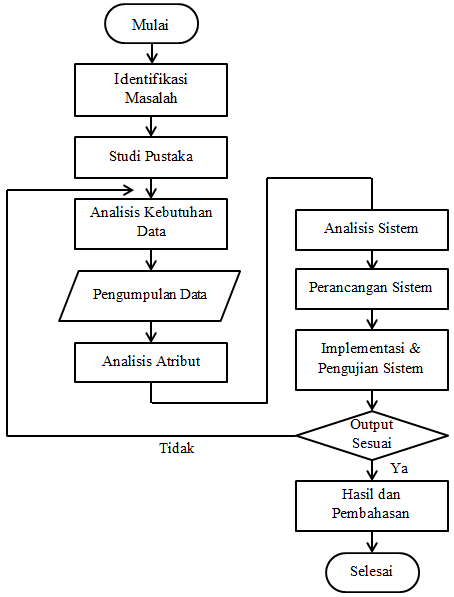 Mulai
Identifikasi
Masalah
Studi Pustaka
Analisis Kebutuhan
Data
Pengumpulan Data
Analisis Atribut
Analisis Sistem
Perancangan Sistem
Implementasi &
Pengujian Sistem
Output
Sesuai
Tidak
Ya
Hasil dan
Pembahasan
Selesai